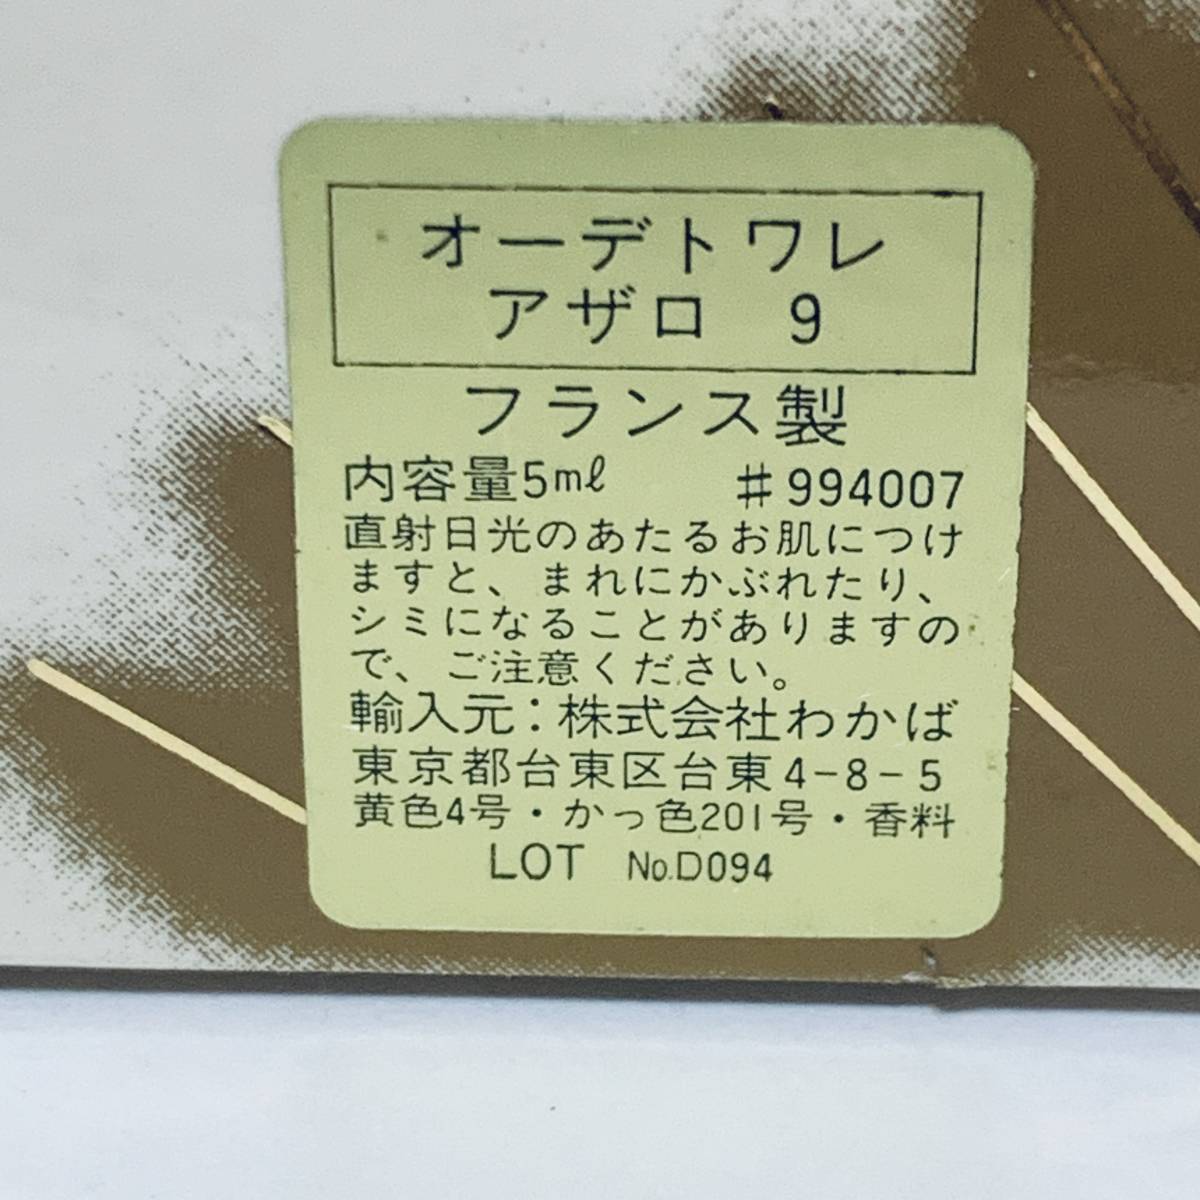 オーデトワレ
アザロ 9
フランス製
内容量5mℓ #994007
直射日光のあたるお肌につけ
ますと、まれにかぶれたり、
シミになることがありますの
で、ご注意ください。
輸入元:株式会社わかば
東京都台東区台東4-8-5
黄色4号・かっ色201号・香料
LOT No.D094